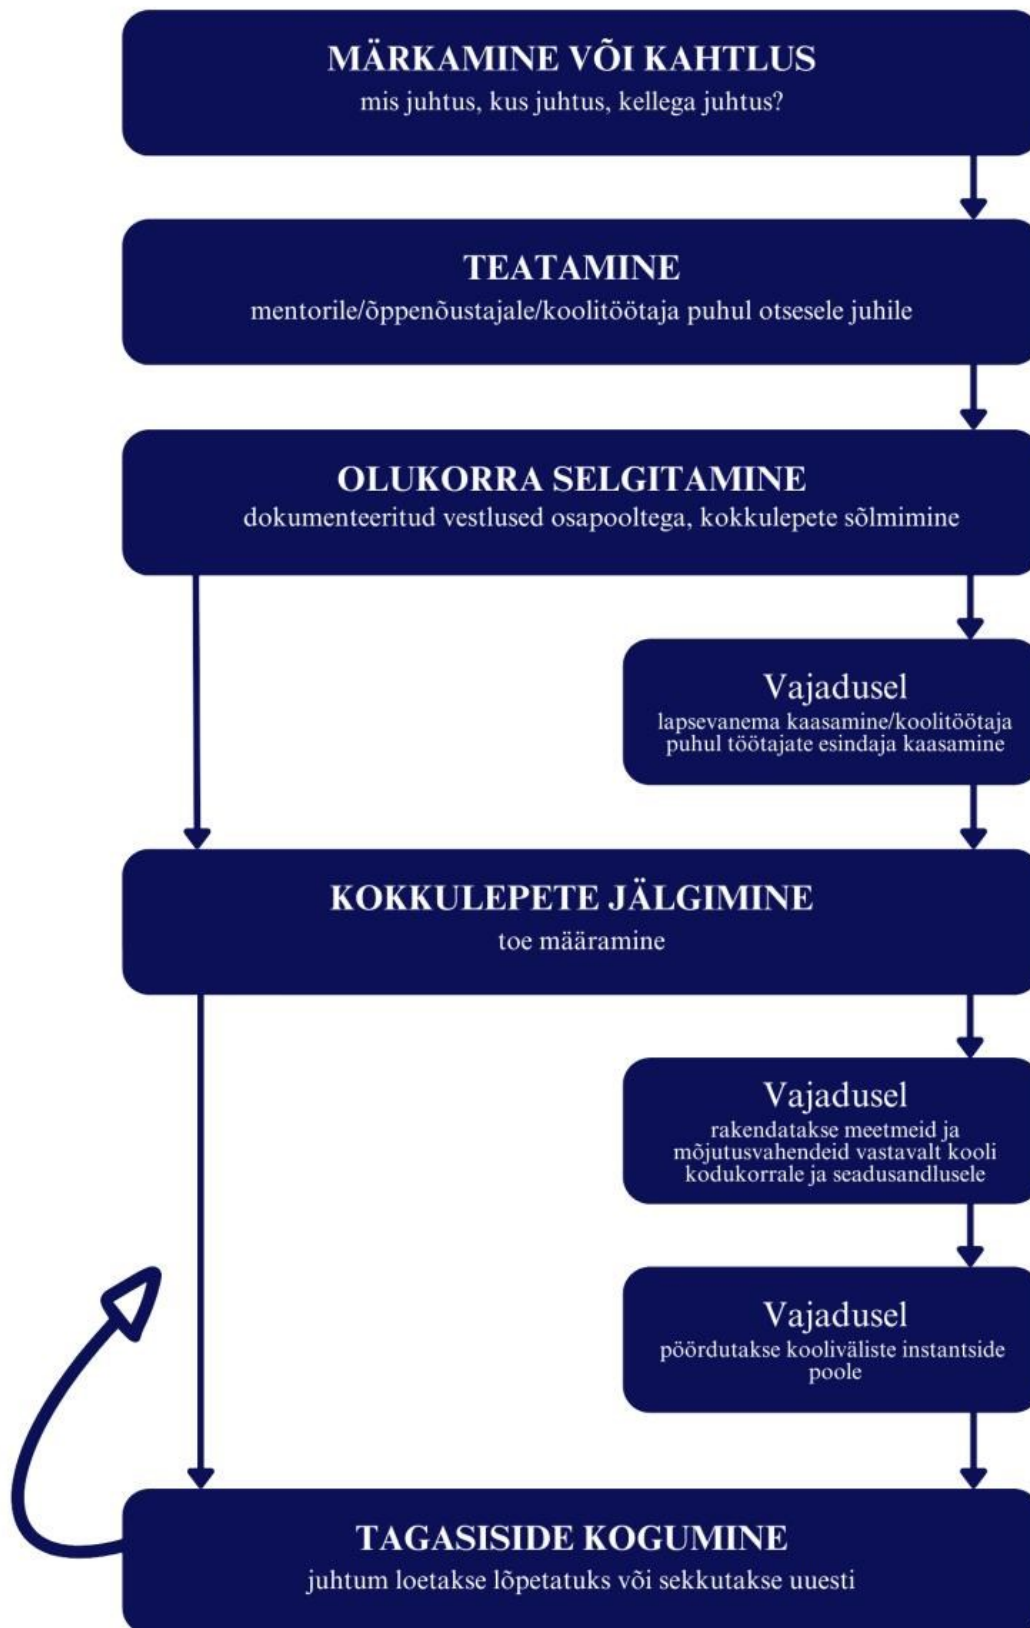 MÄRKAMINE VÕI KAHTLUS
mis juhtus, kus juhtus, kellega juhtus?
TEATAMINE
mentorile/õppenõustajale/koolitöötaja puhul otsesele juhile
OLUKORRA SELGITAMINE
dokumenteeritud vestlused osapooltega, kokkulepete sõlmimine
Vajadusel
lapsevanema kaasamine/koolitöötaja
puhul töötajate esindaja kaasamine
KOKKULEPETE JÄLGIMINE
toe määramine
Vajadusel
rakendatakse meetmeid ja
mõjutusvahendeid vastavalt kooli
kodukorrale ja seadusandlusele
Vajadusel
pöördutakse kooliväliste instantside
poole
TAGASISIDE KOGUMINE
juhtum loetakse lõpetatuks või sekkutakse uuesti